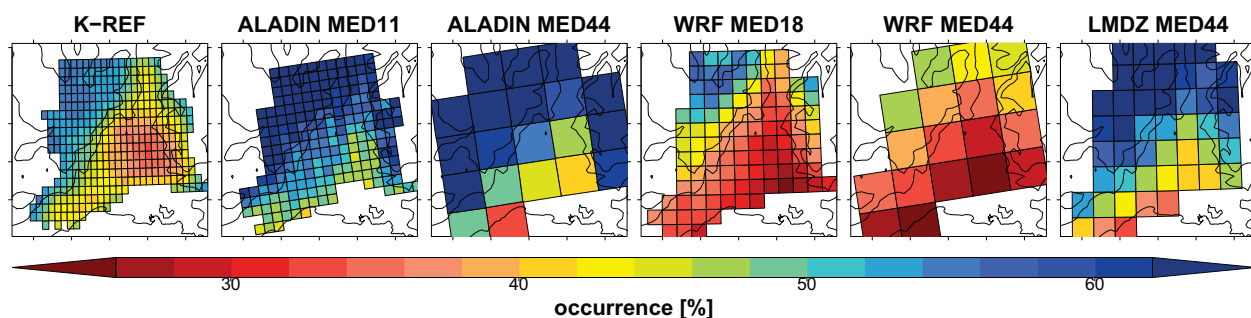 K−REF ALADIN MED11 ALADIN MED44 WRF MED18 WRF MED44 LMDZ MED44
30 40 50 60
occurrence [%]